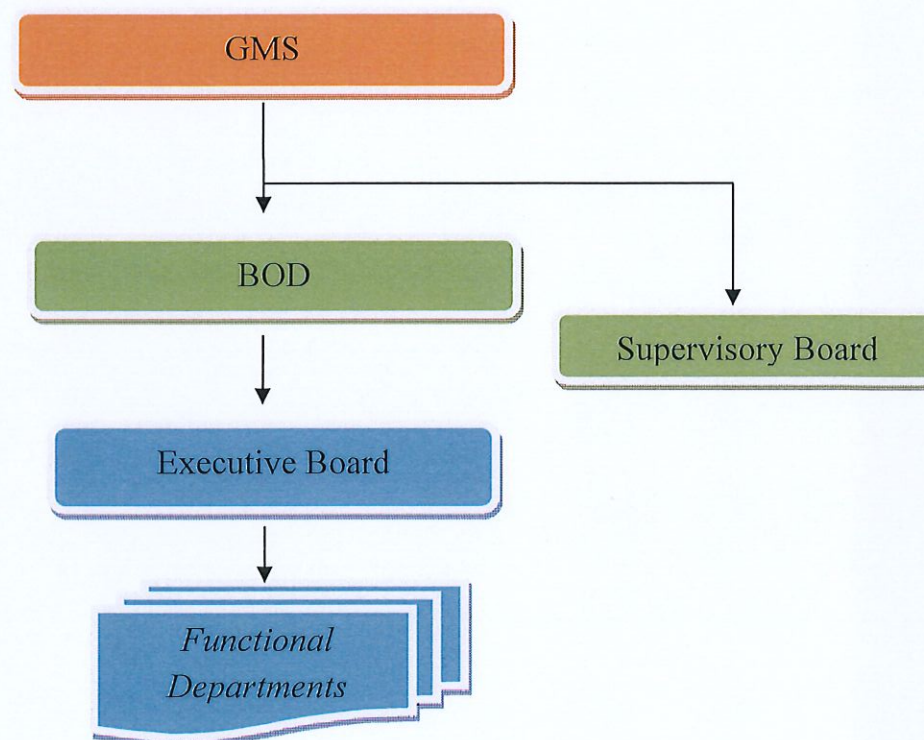 GMS
BOD
Supervisory Board
Executive Board
Functional
Departments